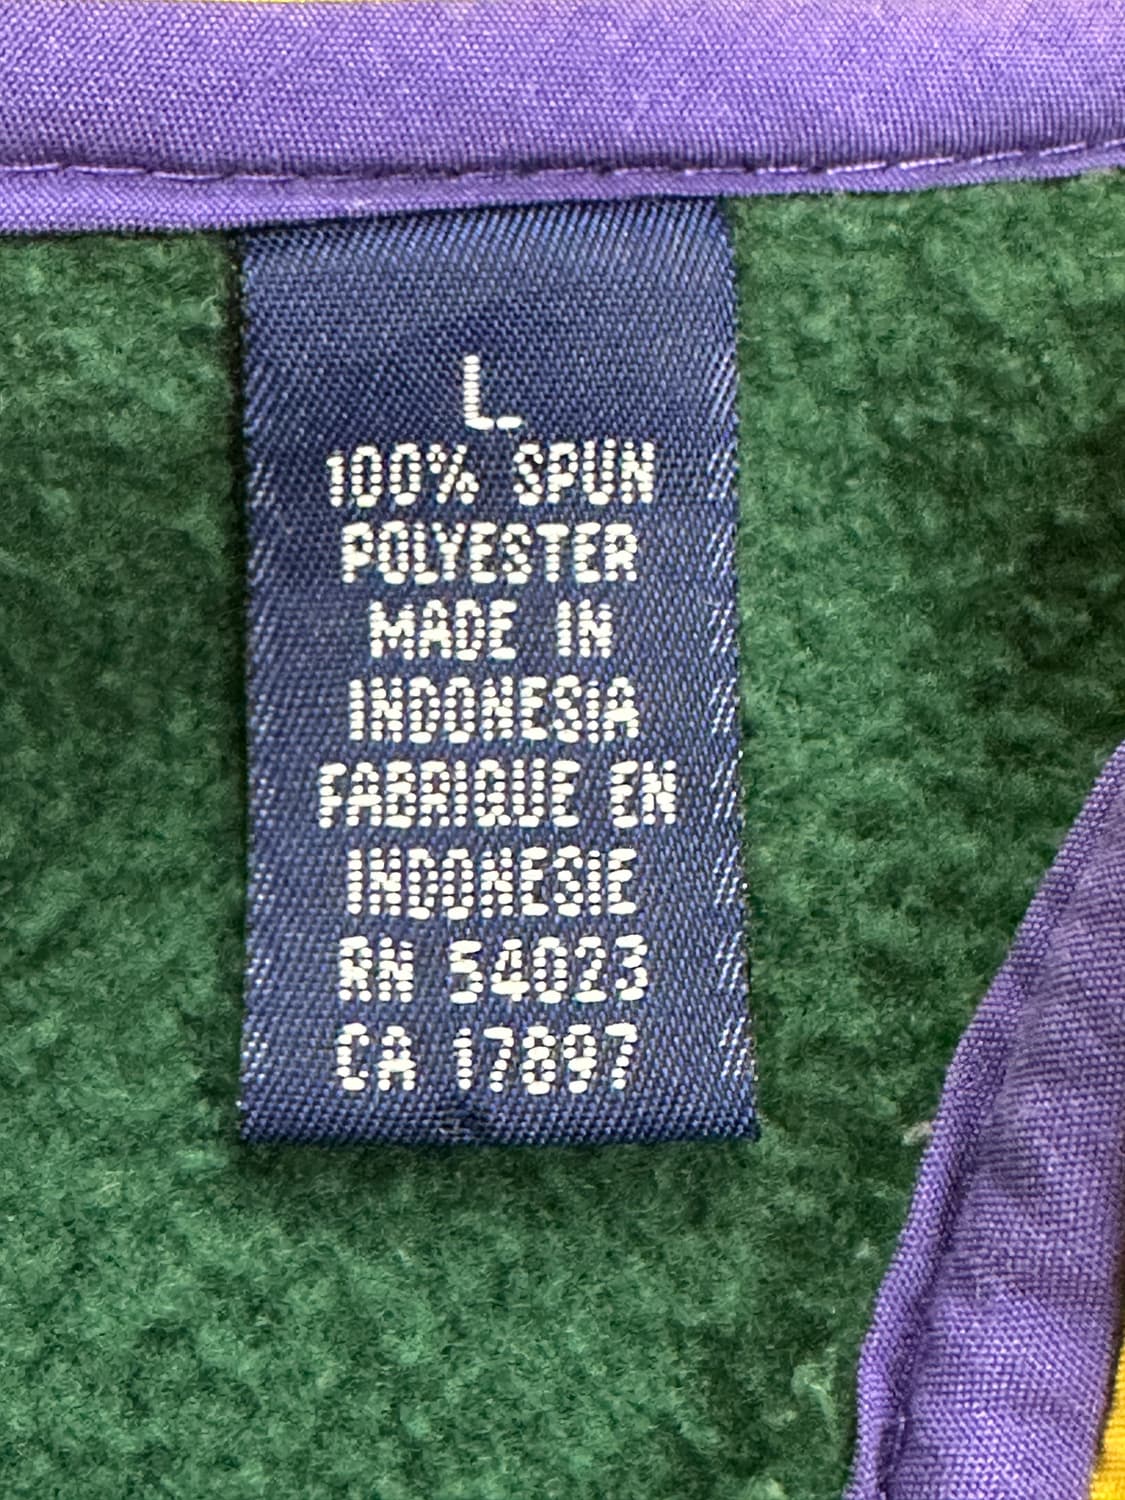 L
100% SPUN
POLYESTER
MADE IN
INDONESIA
FABRIQUE EN
INDONESIE
RN 54023
CA 17897